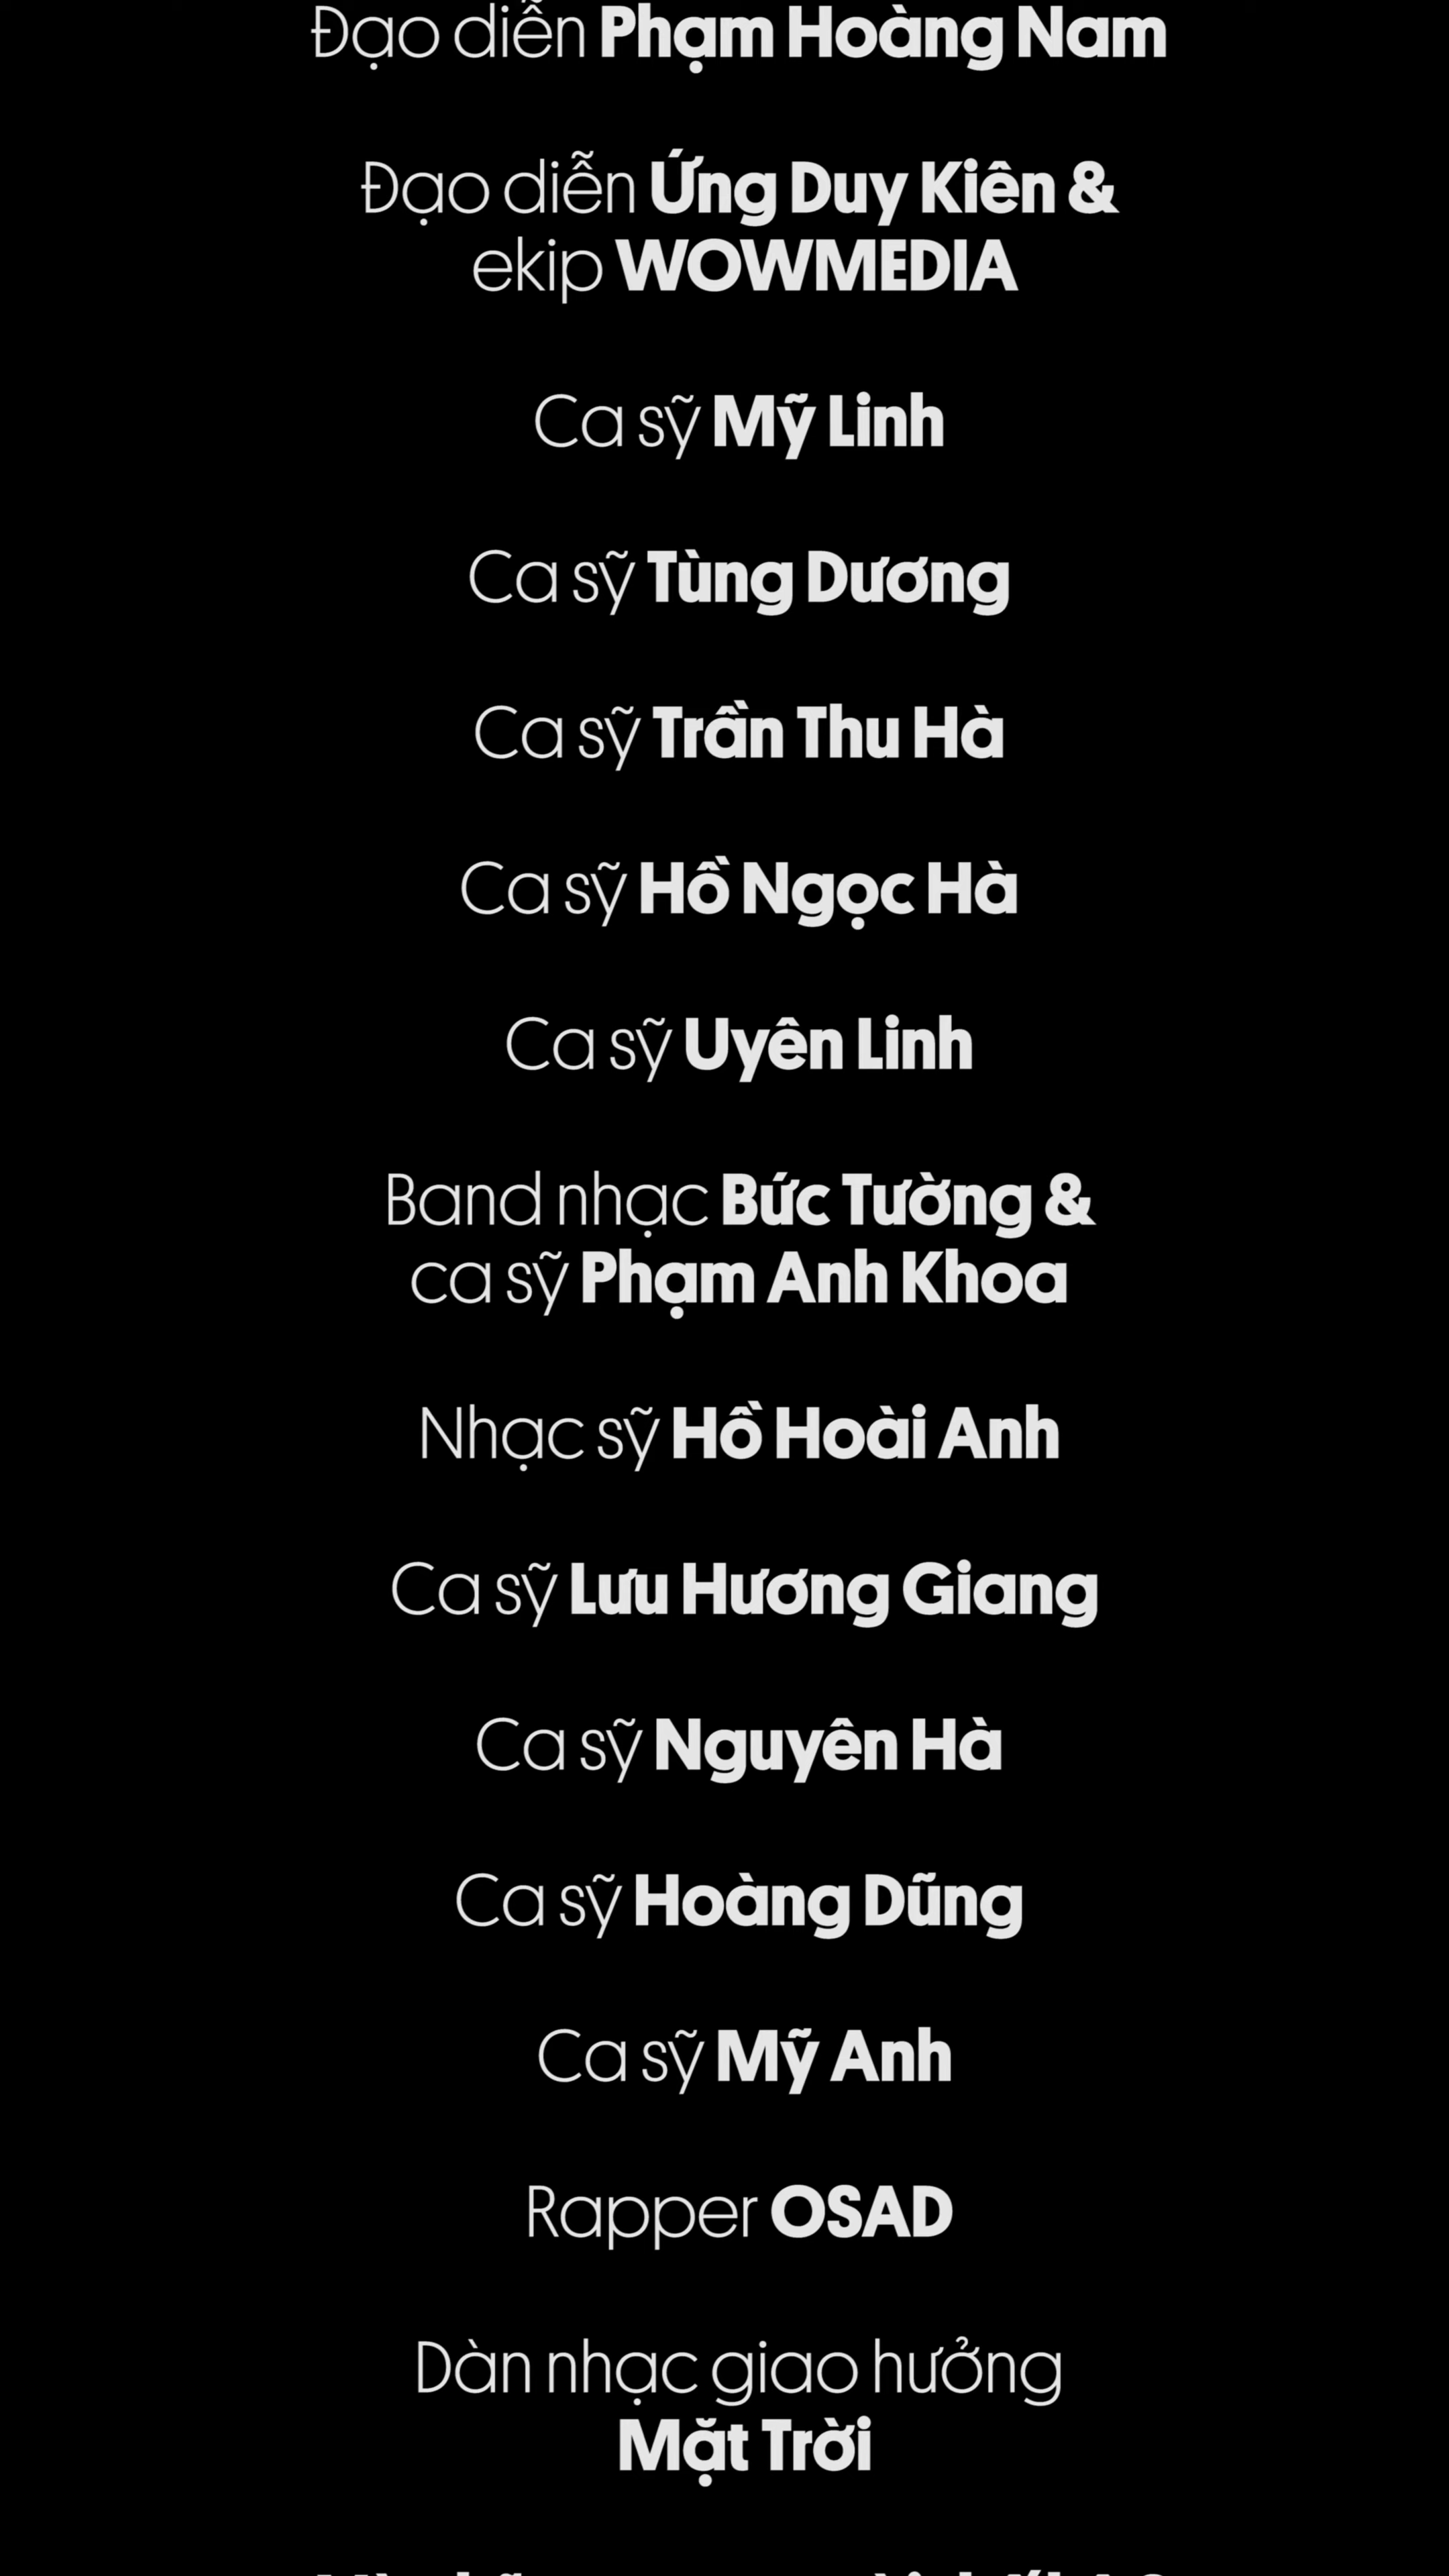 Đạo diễn Phạm Hoàng Nam
Đạo diễn Ứng Duy Kiên &
ekip WOWMEDIA
Ca sỹ Mỹ Linh
Ca sỹ Tùng Dương
Ca sỹ Trần Thu Hà
Ca sỹ Hồ Ngọc Hà
Ca sỹ Uyên Linh
Band nhạc Bức Tường &
ca sỹ Phạm Anh Khoa
Nhạc sỹ Hồ Hoài Anh
Ca sỹ Lưu Hương Giang
Ca sỹ Nguyên Hà
Ca sỹ Hoàng Dũng
Ca sỹ Mỹ Anh
Rapper OSAD
Dàn nhạc giao hưởng
Mặt Trời